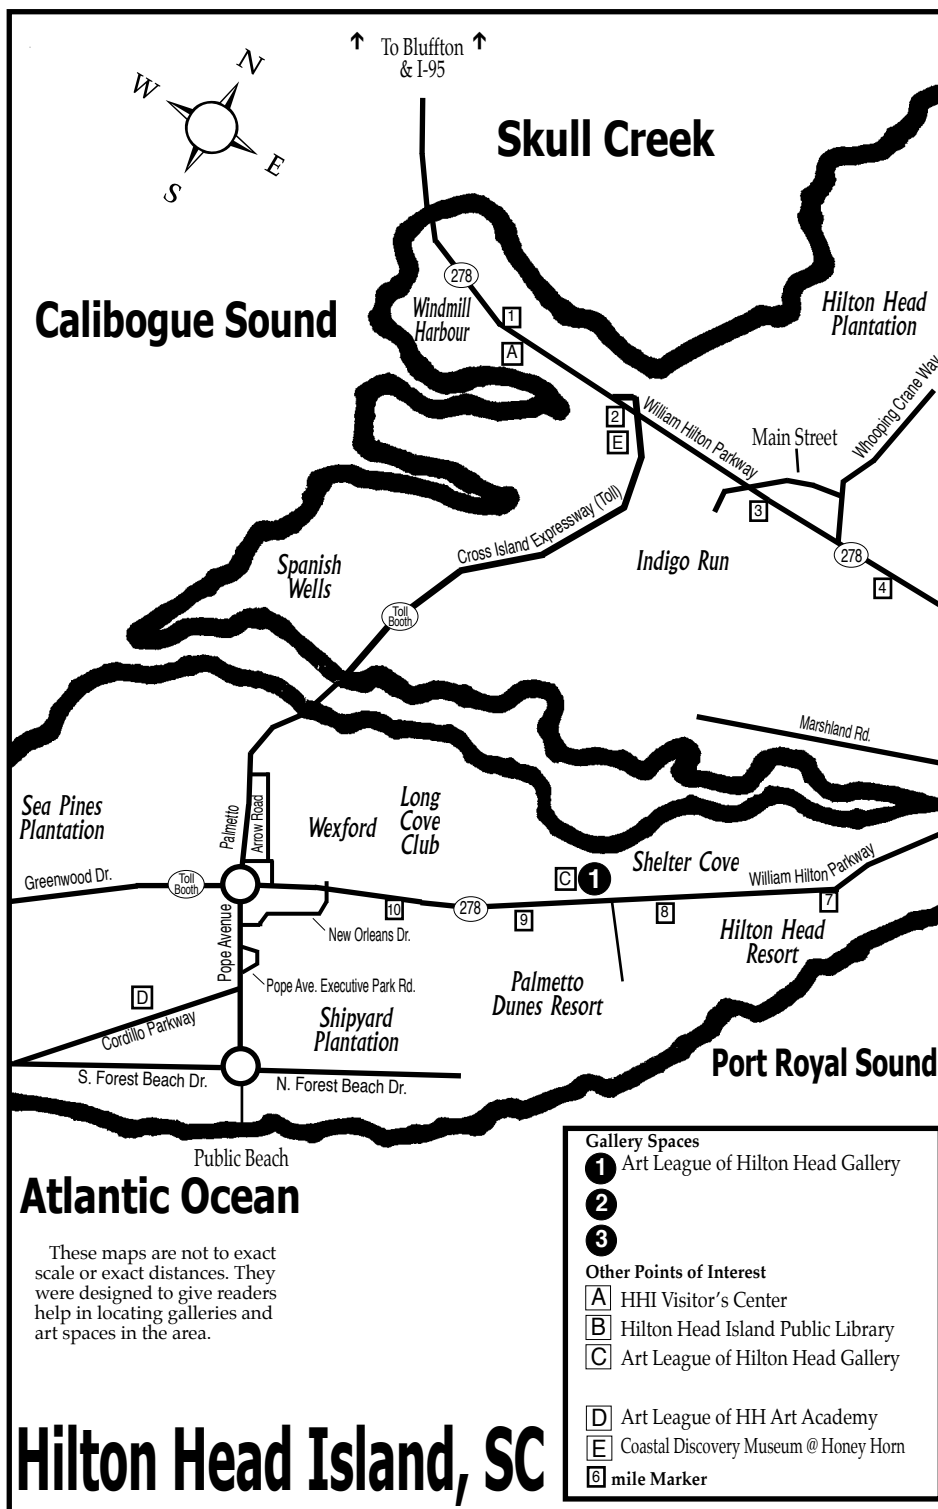 To Bluffton
& I-95
N
W
E
S
Skull Creek
278
Calibogue Sound
Windmill
Harbour
1
A
Hilton Head
Plantation
2
E
William Hilton Parkway
Main Street
Whooping Crane Way
3
Cross Island Expressway (Toll)
Indigo Run
278
4
Spanish
Wells
Toll
Booth
Marshland Rd.
Sea Pines
Plantation
Palmetto
Arrow Road
Wexford
Long
Cove
Club
Shelter Cove
William Hilton Parkway
C
1
Greenwood Dr.
Toll
Booth
10
278
9
8
7
New Orleans Dr.
Pope Avenue
Hilton Head
Resort
Pope Ave. Executive Park Rd.
Palmetto
Dunes Resort
D
Cordillo Parkway
Shipyard
Plantation
Port Royal Sound
S. Forest Beach Dr.
N. Forest Beach Dr.
Public Beach
Atlantic Ocean
These maps are not to exact
scale or exact distances. They
were designed to give readers
help in locating galleries and
art spaces in the area.
Hilton Head Island, SC
Gallery Spaces
1 Art League of Hilton Head Gallery
2
3
Other Points of Interest
A HHI Visitor's Center
B Hilton Head Island Public Library
C Art League of Hilton Head Gallery
D Art League of HH Art Academy
E Coastal Discovery Museum @ Honey Horn
6 mile Marker